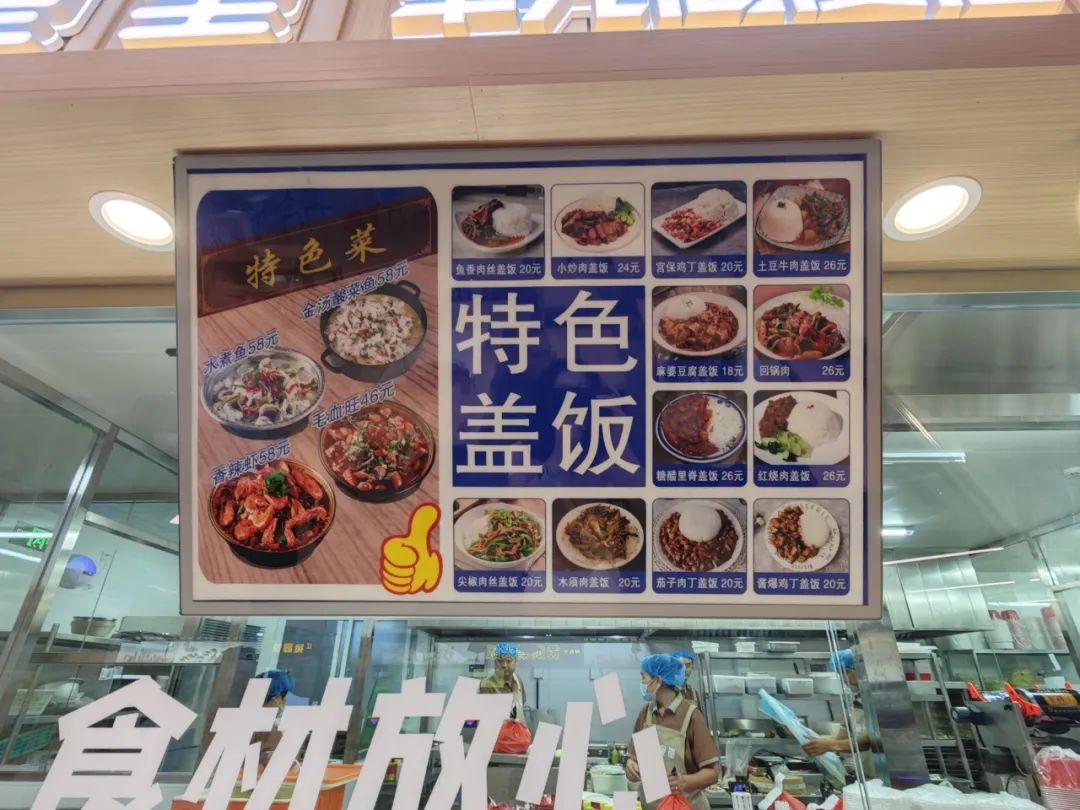 特色菜
金汤酸菜鱼58元
水煮鱼58元
毛血旺46元
香辣虾58元
鱼香肉丝盖饭 20元
小炒肉盖饭 24元
宫保鸡丁盖饭 20元
土豆牛肉盖饭 26元
特色
盖饭
麻婆豆腐盖饭 18元
回锅肉 26元
糖醋里脊盖饭 26元
红烧肉盖饭 26元
尖椒肉丝盖饭 20元
木须肉盖饭 20元
茄子肉丁盖饭 20元
酱爆鸡丁盖饭 20元
食材放心